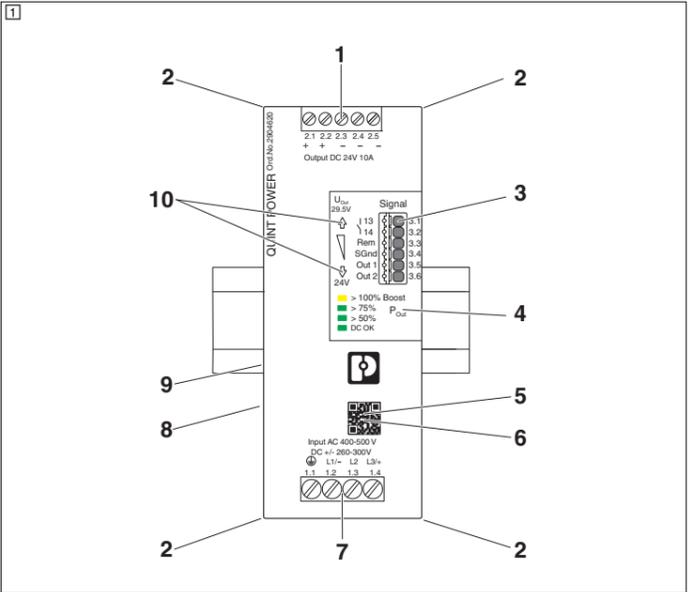 1
1
2
2
QUINT POWER Ord.No.2904620
2.1 2.2 2.3 2.4 2.5
+ + – – –
Output DC 24V 10A
10
3
UOut
29.5V
Signal
13
3.1
14
3.2
Rem
3.3
SGnd
3.4
Out 1
3.5
Out 2
3.6
24V
> 100% Boost
> 75%
POut
> 50%
DC OK
4
9
8
5
6
Input AC 400-500 V
DC +/- 260-300V
L1/– L2 L3/+
1.1 1.2 1.3 1.4
2
7
2